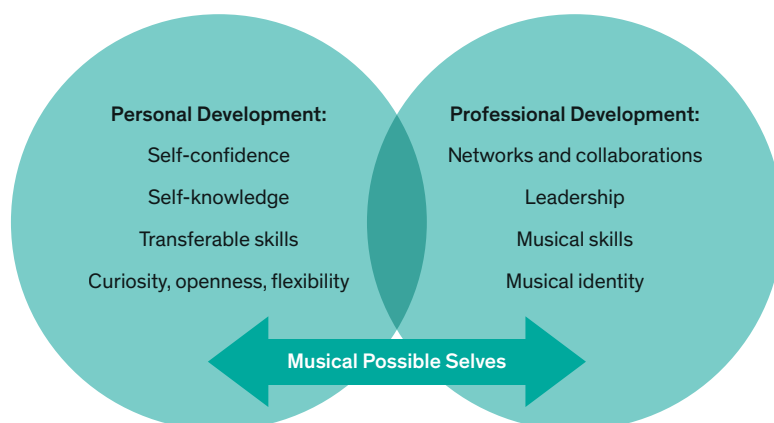 Personal Development:
Self-confidence
Self-knowledge
Transferable skills
Curiosity, openness, flexibility
Professional Development:
Networks and collaborations
Leadership
Musical skills
Musical identity
Musical Possible Selves